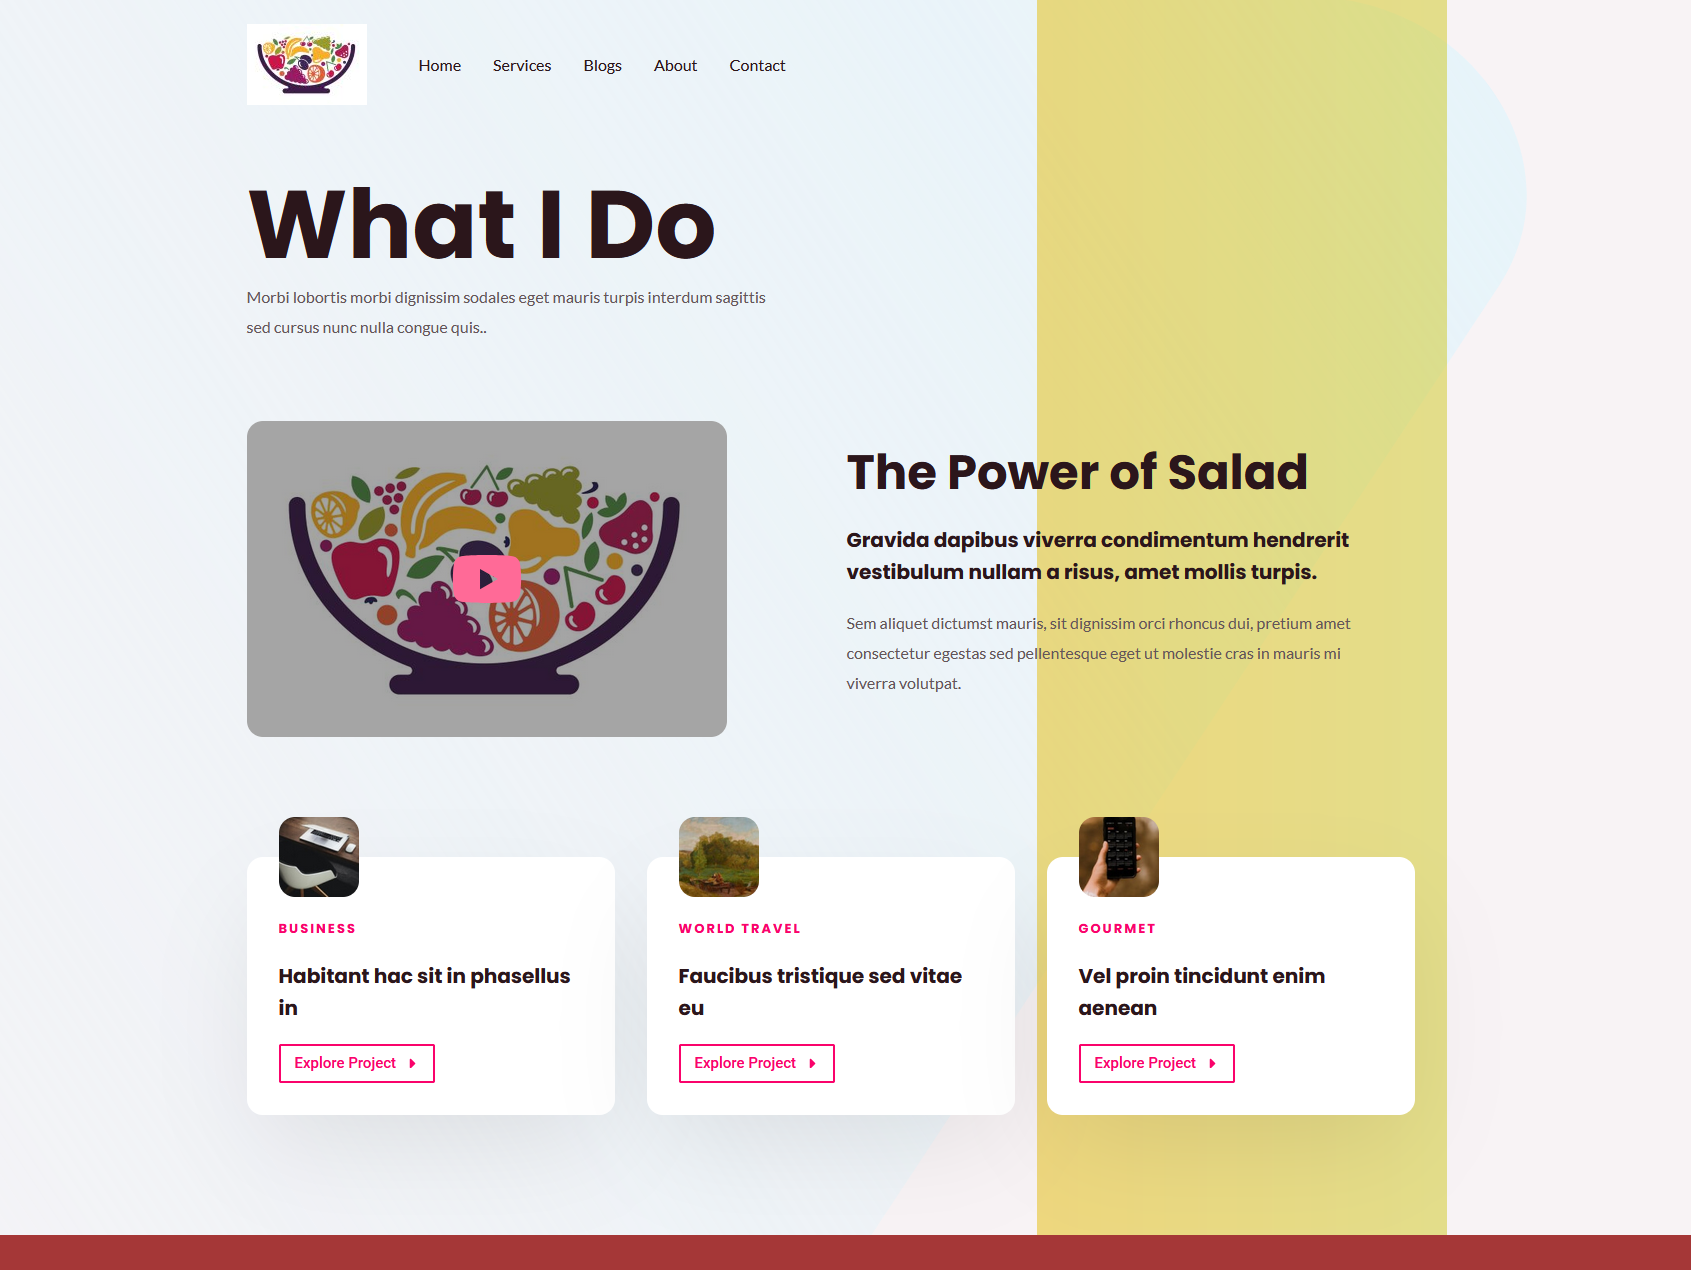 Home Services Blogs About Contact
What I Do
Morbi lobortis morbi dignissim sodales eget mauris turpis interdum sagittis
sed cursus nunc nulla congue quis..
The Power of Salad
Gravida dapibus viverra condimentum hendrerit
vestibulum nullam a risus, amet mollis turpis.
Sem aliquet dictumst mauris, sit dignissim orci rhoncus dui, pretium amet
consectetur egestas sed pellentesque eget ut molestie cras in mauris mi
viverra volutpat.
BUSINESS
Habitant hac sit in phasellus
in
Explore Project
WORLD TRAVEL
Faucibus tristique sed vitae
eu
Explore Project
GOURMET
Vel proin tincidunt enim
aenean
Explore Project